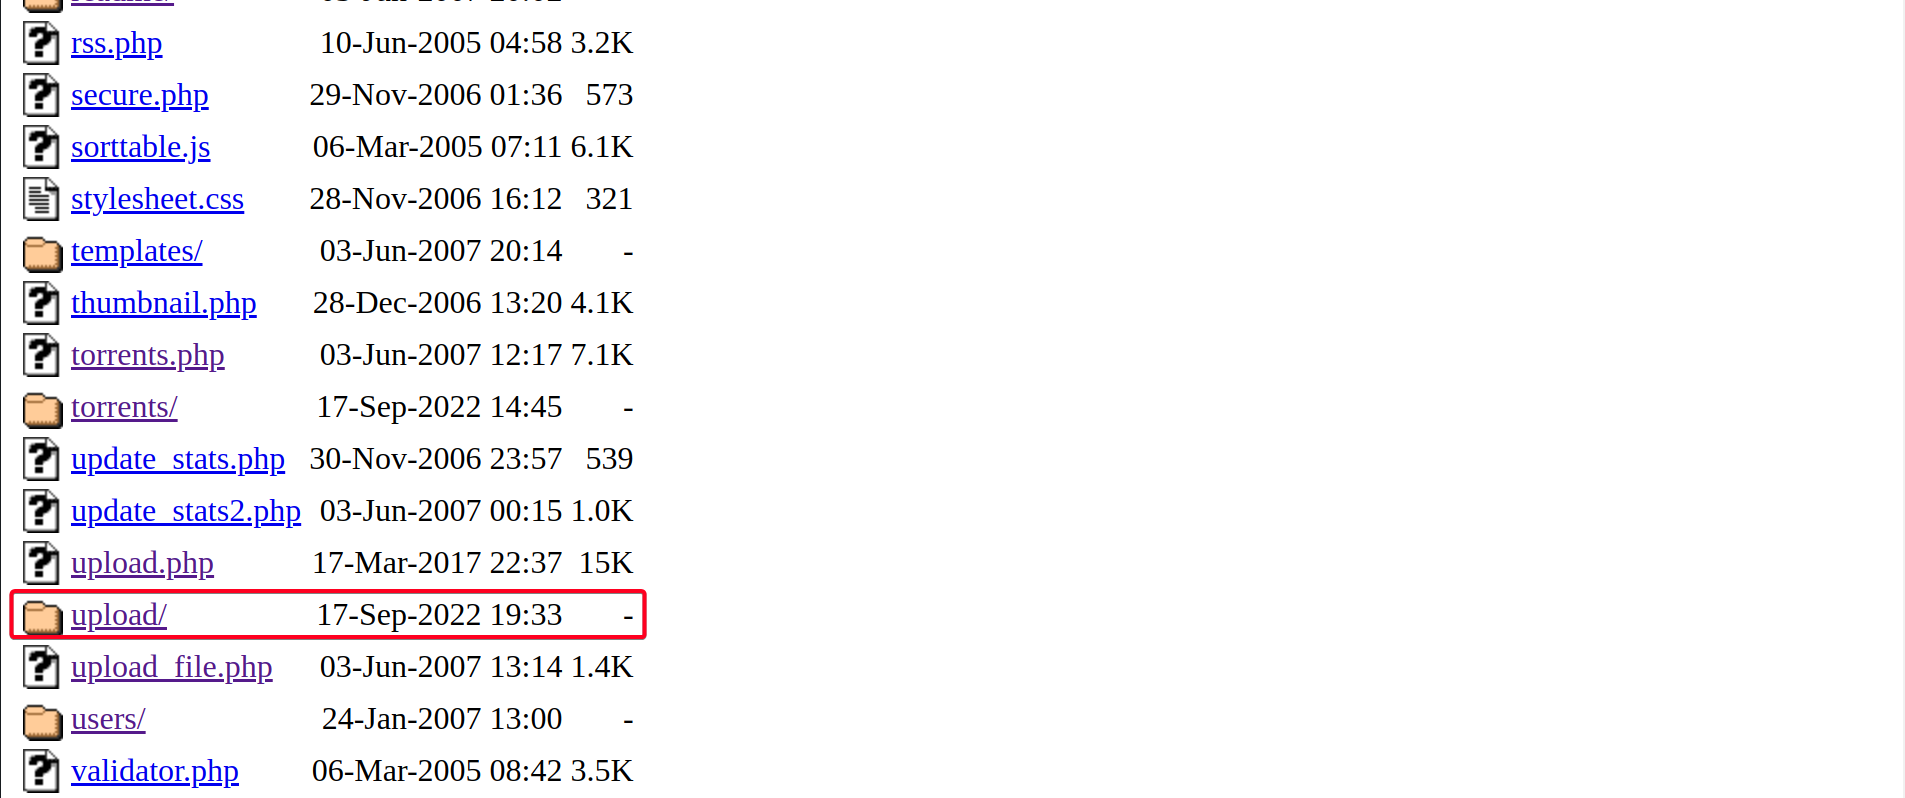 rss.php 10-Jun-2005 04:58 3.2K
secure.php 29-Nov-2006 01:36 573
sorttable.js 06-Mar-2005 07:11 6.1K
stylesheet.css 28-Nov-2006 16:12 321
templates/ 03-Jun-2007 20:14 -
thumbnail.php 28-Dec-2006 13:20 4.1K
torrents.php 03-Jun-2007 12:17 7.1K
torrents/ 17-Sep-2022 14:45 -
update_stats.php 30-Nov-2006 23:57 539
update_stats2.php 03-Jun-2007 00:15 1.0K
upload.php 17-Mar-2017 22:37 15K
upload/ 17-Sep-2022 19:33 -
upload_file.php 03-Jun-2007 13:14 1.4K
users/ 24-Jan-2007 13:00 -
validator.php 06-Mar-2005 08:42 3.5K